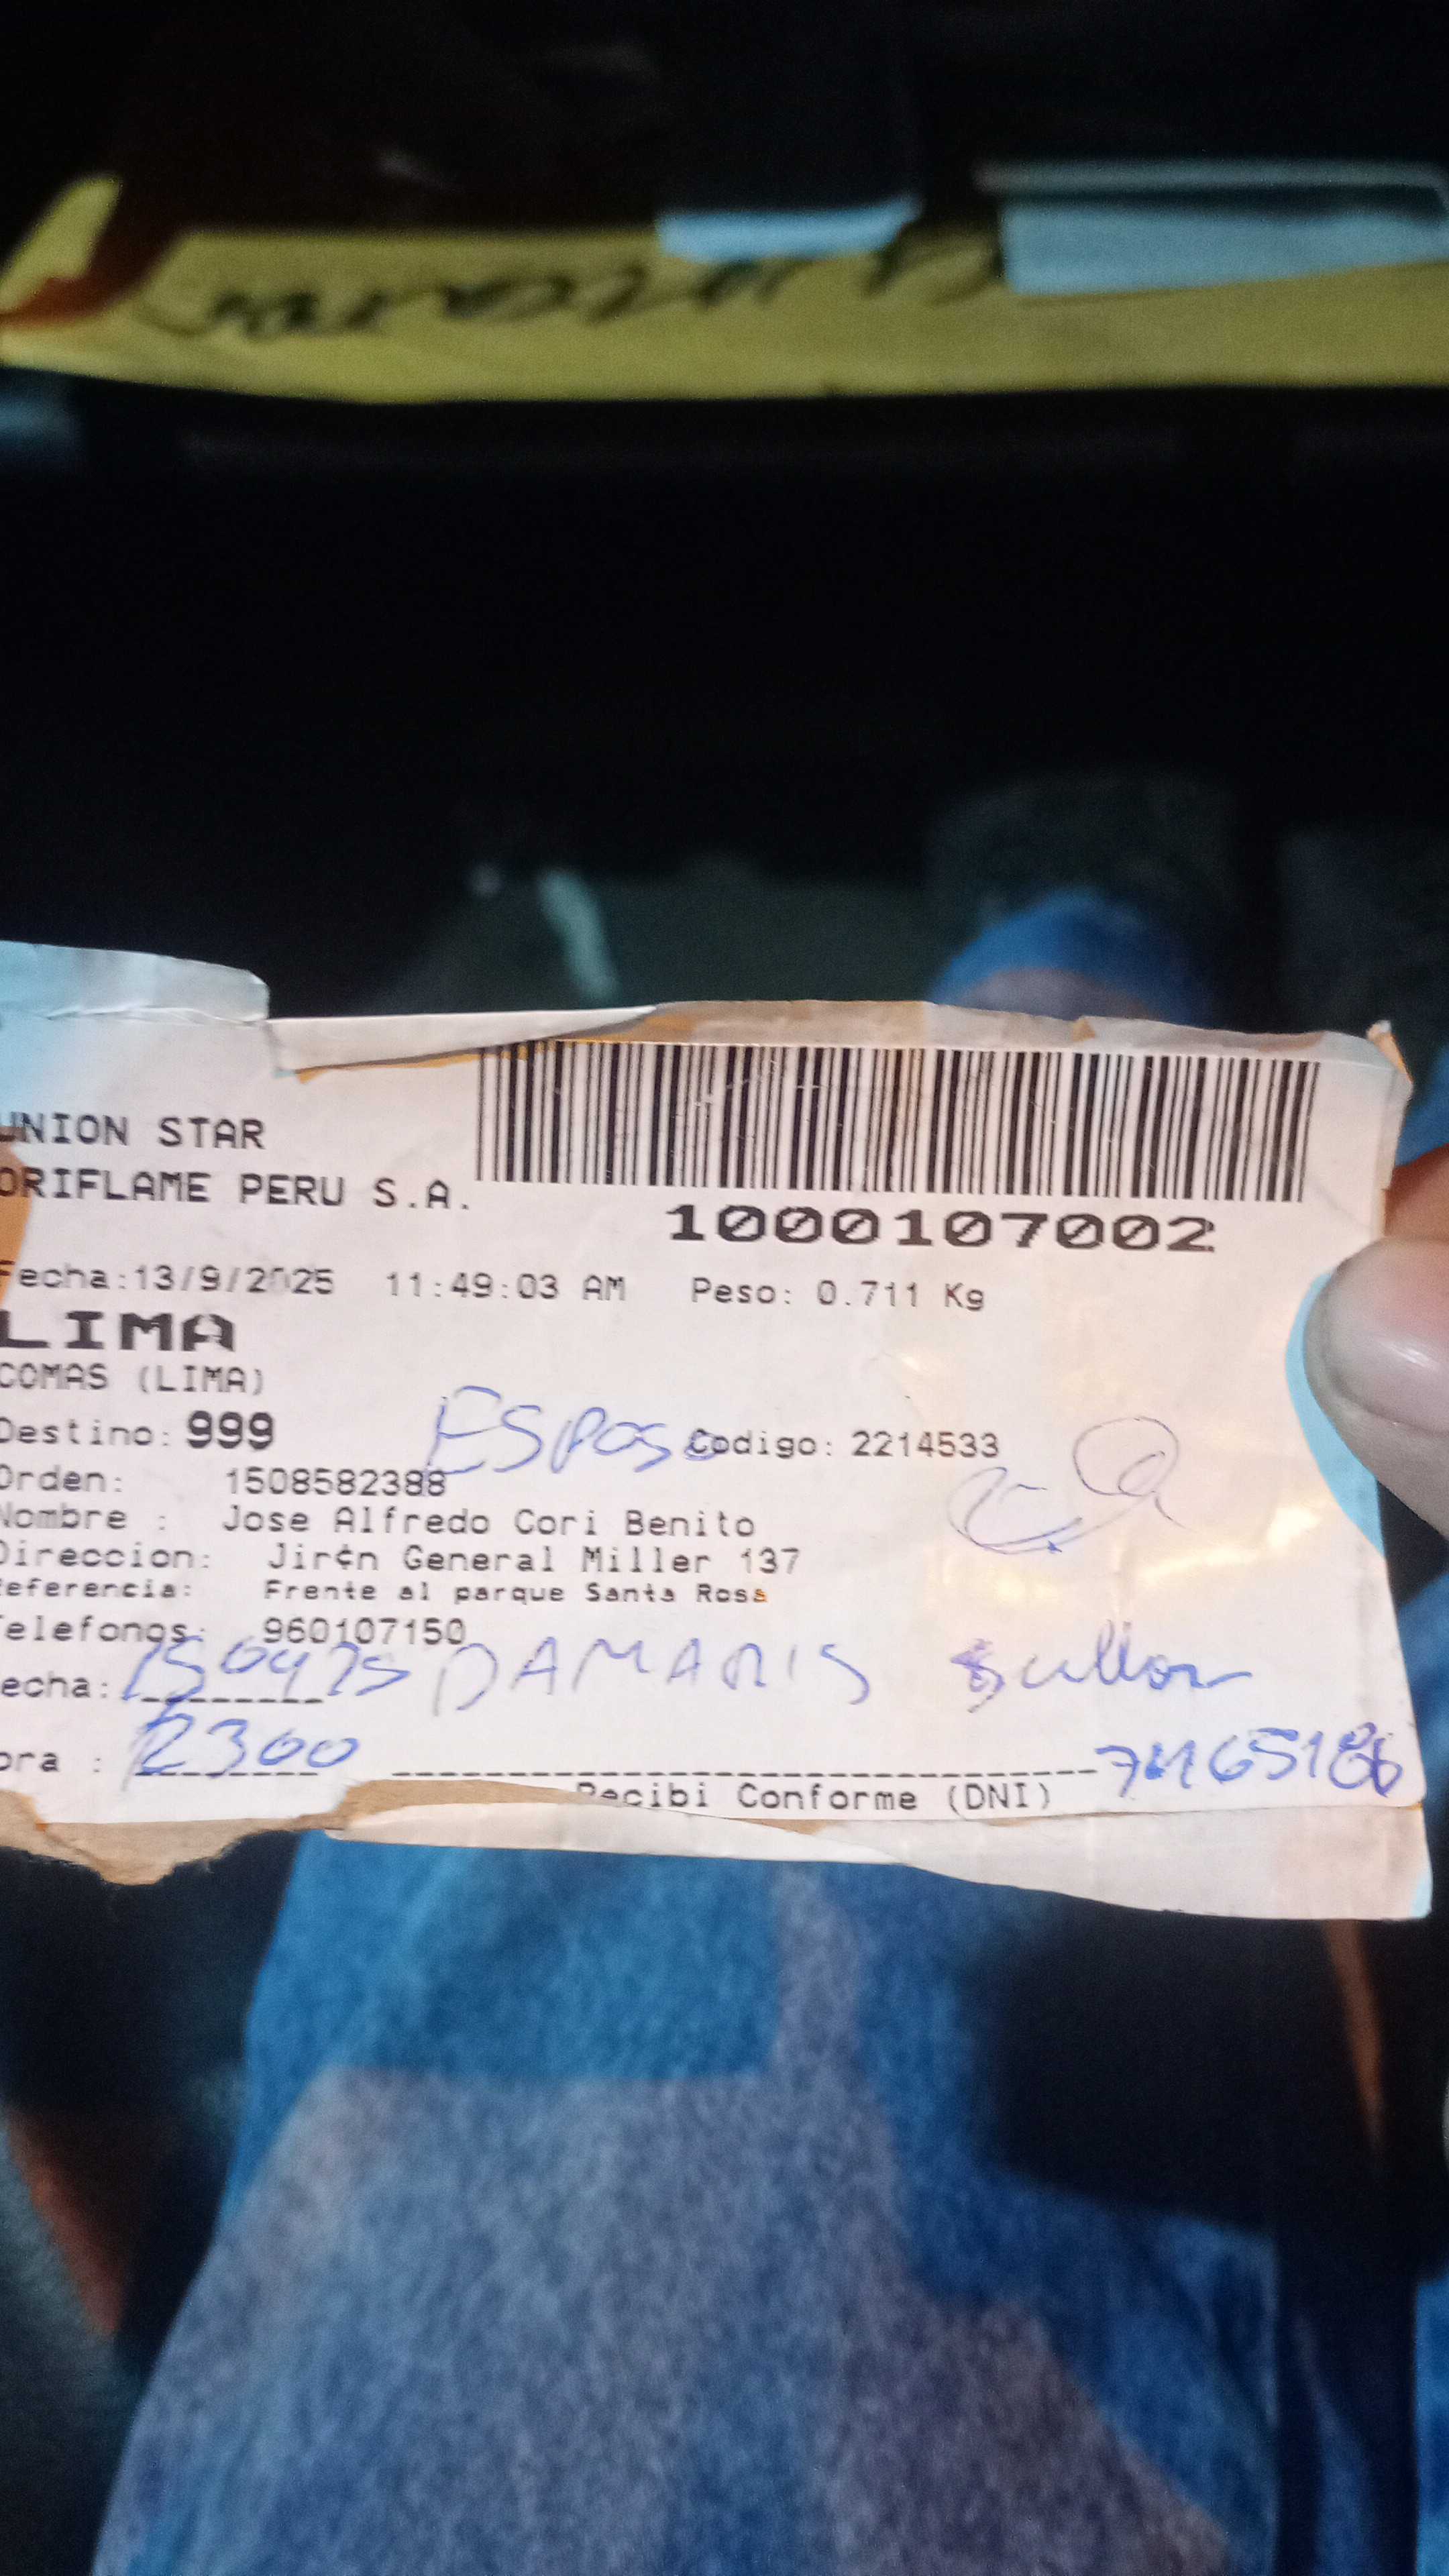 UNION STAR
ORIFLAME PERU S.A.
1000107002
Fecha:13/9/2025 11:49:03 AM Peso: 0.711 Kg
LIMA
COMAS (LIMA)
Destino: 999 ESPOSO Codigo: 2214533
Orden: 1508582388
Nombre : Jose Alfredo Cori Benito
Direccion: Jir¢n General Miller 137
Referencia: Frente al parque Santa Rosa
Telefonos: 960107150
echa: DAMARIS
ora : 2300
Recibi Conforme (DNI)